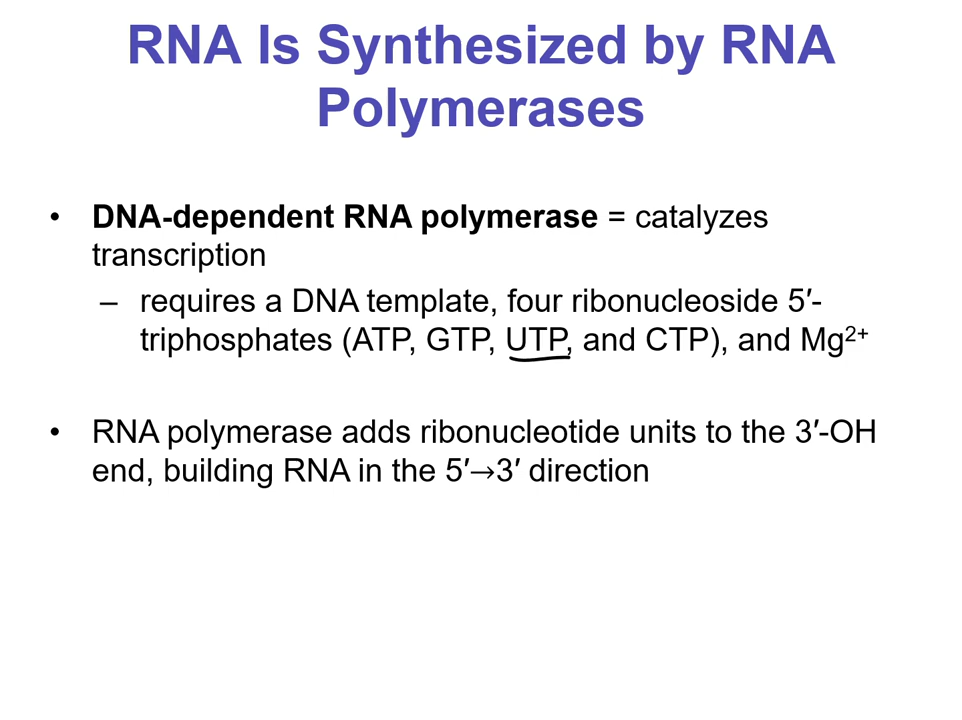 RNA Is Synthesized by RNA
Polymerases
• DNA-dependent RNA polymerase = catalyzes
transcription
– requires a DNA template, four ribonucleoside 5′-
triphosphates (ATP, GTP, UTP, and CTP), and Mg²⁺
• RNA polymerase adds ribonucleotide units to the 3′-OH
end, building RNA in the 5′→3′ direction